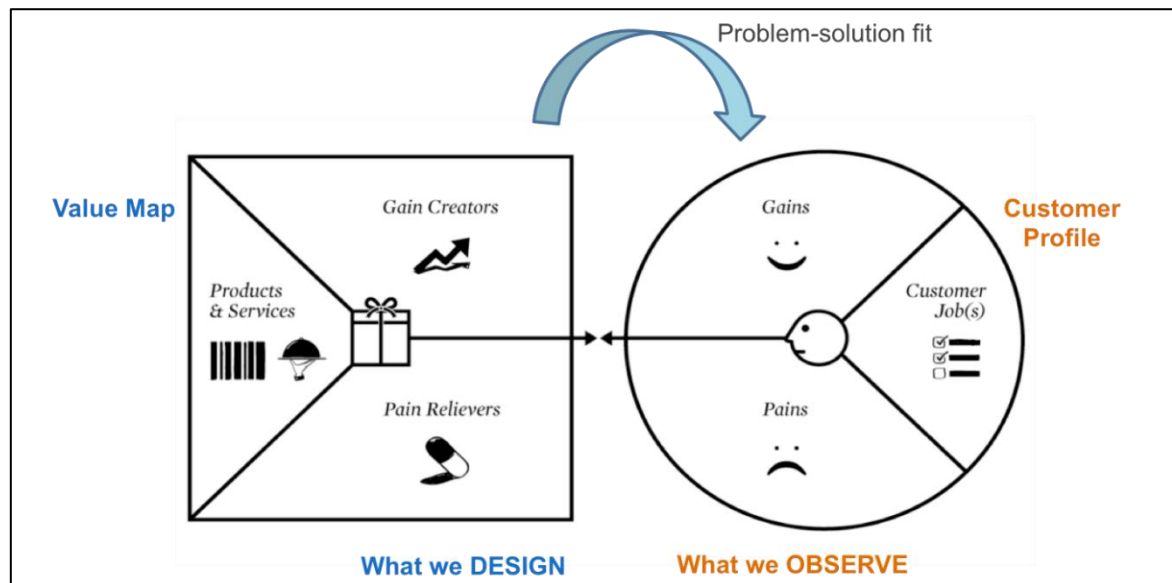 Problem-solution fit
Value Map
Gain Creators
Gains
Customer
Profile
Products
& Services
Customer
Job(s)
Pain Relievers
Pains
What we DESIGN
What we OBSERVE